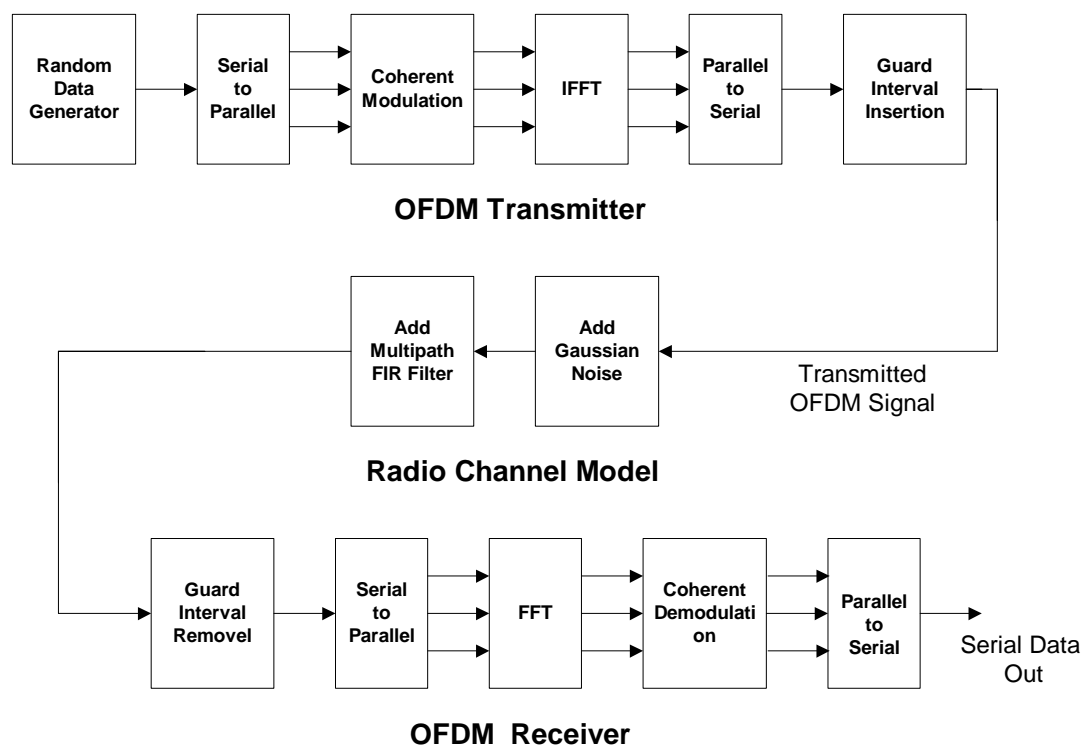 Random
Data
Generator
Serial
to
Parallel
Coherent
Modulation
IFFT
Parallel
to
Serial
Guard
Interval
Insertion
OFDM Transmitter
Add
Multipath
FIR Filter
Add
Gaussian
Noise
Transmitted
OFDM Signal
Radio Channel Model
Guard
Interval
Removel
Serial
to
Parallel
FFT
Coherent
Demodulati
on
Parallel
to
Serial
Serial Data
Out
OFDM Receiver